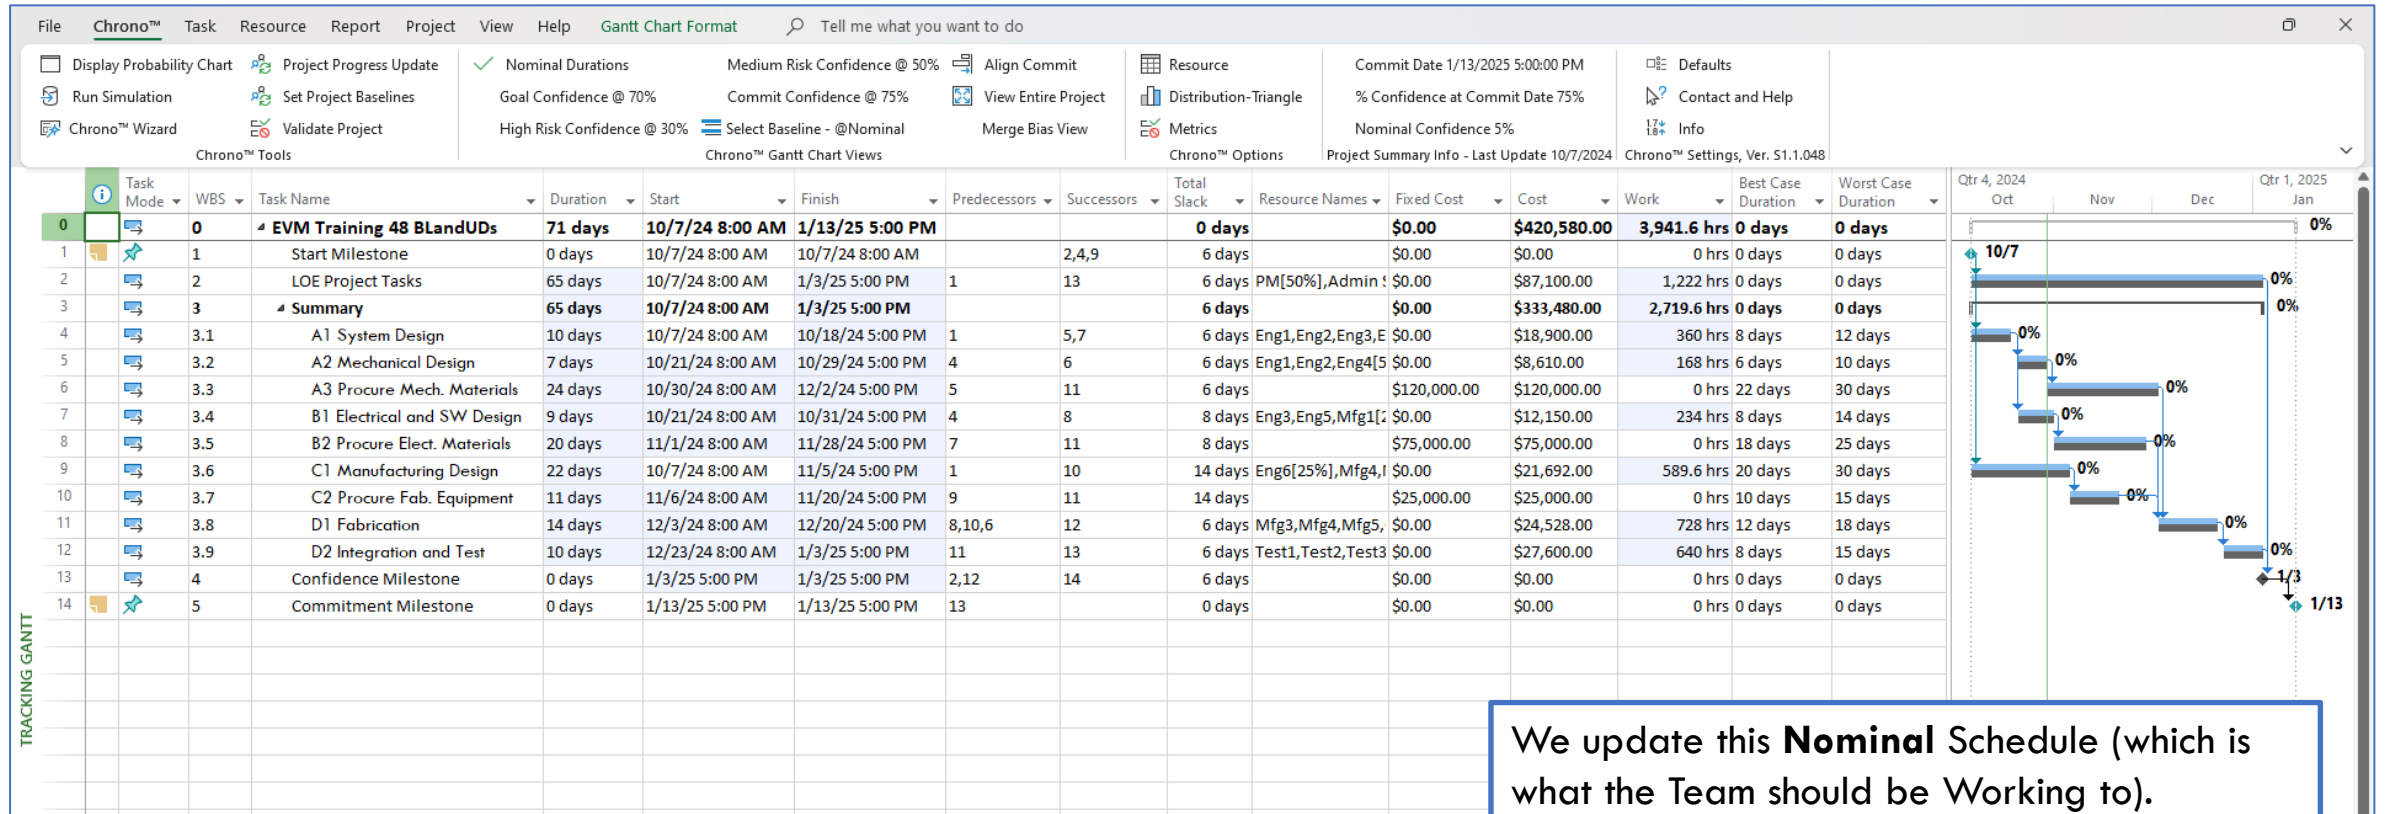 File Chrono™ Task Resource Report Project View Help Gantt Chart Format Tell me what you want to do
Display Probability Chart Project Progress Update Nominal Durations Medium Risk Confidence @ 50% Align Commit Resource Commit Date 1/13/2025 5:00:00 PM Defaults
Run Simulation Set Project Baselines Goal Confidence @ 70% Commit Confidence @ 75% View Entire Project Distribution-Triangle % Confidence at Commit Date 75% Contact and Help
Chrono™ Wizard Validate Project High Risk Confidence @ 30% Select Baseline - @Nominal Merge Bias View Metrics Nominal Confidence 5% Info
Chrono™ Tools Chrono™ Gantt Chart Views Chrono™ Options Project Summary Info - Last Update 10/7/2024 Chrono™ Settings, Ver. S1.1.048
Task Mode WBS Task Name Duration Start Finish Predecessors Successors Total Slack Resource Names Fixed Cost Cost Work Best Case Duration Worst Case Duration Qtr 4, 2024 Oct Nov Dec Qtr 1, 2025 Jan
0 0 EVM Training 48 BLandUDs 71 days 10/7/24 8:00 AM 1/13/25 5:00 PM 0 days $0.00 $420,580.00 3,941.6 hrs 0 days 0 days 0%
1 1 Start Milestone 0 days 10/7/24 8:00 AM 10/7/24 8:00 AM 2,4,9 6 days $0.00 $0.00 0 hrs 0 days 0 days 10/7
2 2 LOE Project Tasks 65 days 10/7/24 8:00 AM 1/3/25 5:00 PM 1 13 6 days PM[50%],Admin $0.00 $87,100.00 1,222 hrs 0 days 0 days 0%
3 3 Summary 65 days 10/7/24 8:00 AM 1/3/25 5:00 PM 6 days $0.00 $333,480.00 2,719.6 hrs 0 days 0 days 0%
4 3.1 A1 System Design 10 days 10/7/24 8:00 AM 10/18/24 5:00 PM 1 5,7 6 days Eng1,Eng2,Eng3,E $0.00 $18,900.00 360 hrs 8 days 12 days 0%
5 3.2 A2 Mechanical Design 7 days 10/21/24 8:00 AM 10/29/24 5:00 PM 4 6 6 days Eng1,Eng2,Eng4[5 $0.00 $8,610.00 168 hrs 6 days 10 days 0%
6 3.3 A3 Procure Mech. Materials 24 days 10/30/24 8:00 AM 12/2/24 5:00 PM 5 11 6 days $120,000.00 $120,000.00 0 hrs 22 days 30 days 0%
7 3.4 B1 Electrical and SW Design 9 days 10/21/24 8:00 AM 10/31/24 5:00 PM 4 8 8 days Eng3,Eng5,Mfg1[2 $0.00 $12,150.00 234 hrs 8 days 14 days 0%
8 3.5 B2 Procure Elect. Materials 20 days 11/1/24 8:00 AM 11/28/24 5:00 PM 7 11 8 days $75,000.00 $75,000.00 0 hrs 18 days 25 days 0%
9 3.6 C1 Manufacturing Design 22 days 10/7/24 8:00 AM 11/5/24 5:00 PM 1 10 14 days Eng6[25%],Mfg4, $0.00 $21,692.00 589.6 hrs 20 days 30 days 0%
10 3.7 C2 Procure Fab. Equipment 11 days 11/6/24 8:00 AM 11/20/24 5:00 PM 9 11 14 days $25,000.00 $25,000.00 0 hrs 10 days 15 days 0%
11 3.8 D1 Fabrication 14 days 12/3/24 8:00 AM 12/20/24 5:00 PM 8,10,6 12 6 days Mfg3,Mfg4,Mfg5, $0.00 $24,528.00 728 hrs 12 days 18 days 0%
12 3.9 D2 Integration and Test 10 days 12/23/24 8:00 AM 1/3/25 5:00 PM 11 13 6 days Test1,Test2,Test3 $0.00 $27,600.00 640 hrs 8 days 15 days 0%
13 4 Confidence Milestone 0 days 1/3/25 5:00 PM 1/3/25 5:00 PM 2,12 14 6 days $0.00 $0.00 0 hrs 0 days 0 days 1/3
14 5 Commitment Milestone 0 days 1/13/25 5:00 PM 1/13/25 5:00 PM 13 0 days $0.00 $0.00 0 hrs 0 days 0 days 1/13
TRACKING GANTT
We update this Nominal Schedule (which is
what the Team should be Working to).